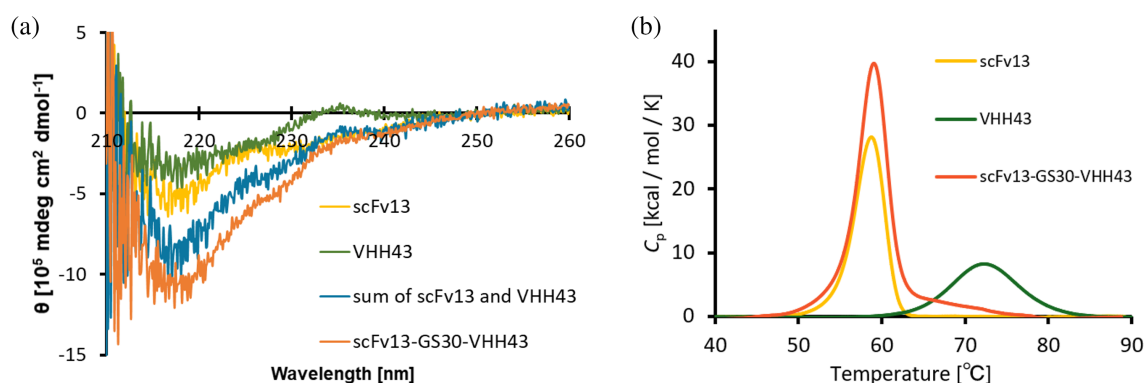 (a)
θ [10⁵ mdeg cm² dmol⁻¹]
5
0
-5
-10
-15
210 220 230 240 250 260
Wavelength [nm]
scFv13
VHH43
sum of scFv13 and VHH43
scFv13-GS30-VHH43
(b)
Cp [kcal / mol / K]
40
30
20
10
0
40 50 60 70 80 90
Temperature [℃]
scFv13
VHH43
scFv13-GS30-VHH43